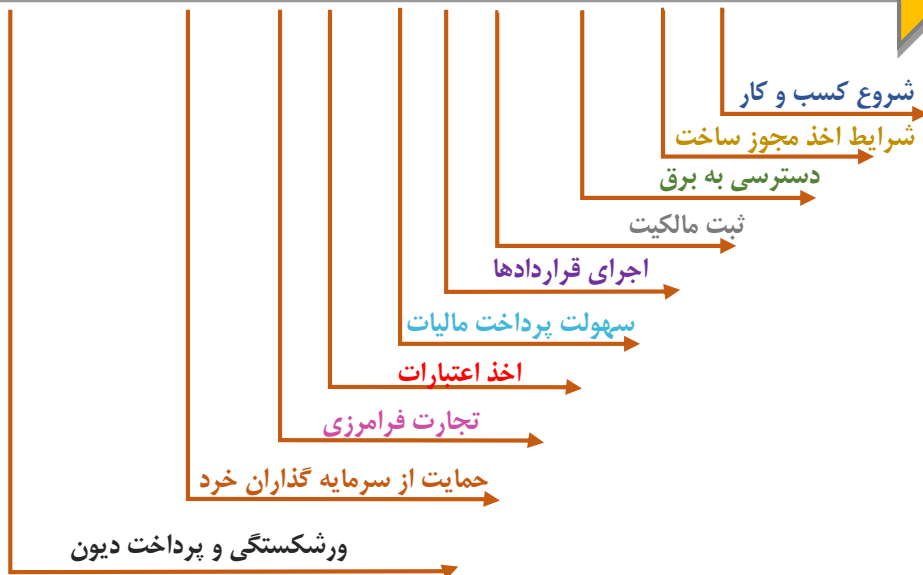 شروع کسب و کار
شرایط اخذ مجوز ساخت
دسترسی به برق
ثبت مالکیت
اجرای قراردادها
سهولت پرداخت مالیات
اخذ اعتبارات
تجارت فرامرزی
حمایت از سرمایه گذاران خرد
ورشکستگی و پرداخت دیون